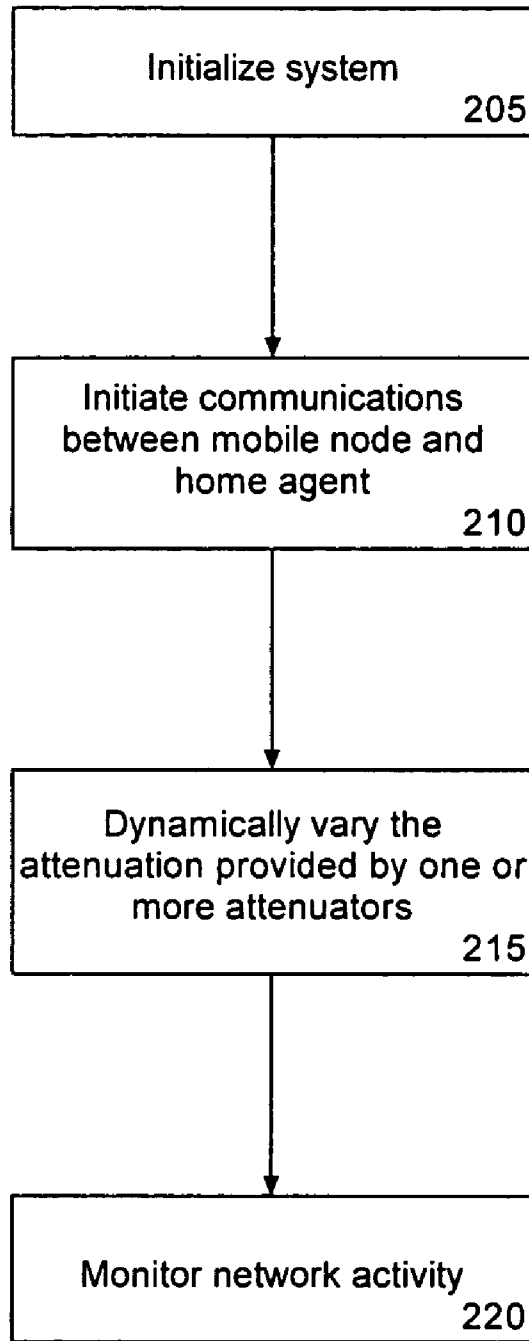 Initialize system
205
Initiate communications
between mobile node and
home agent
210
Dynamically vary the
attenuation provided by one or
more attenuators
215
Monitor network activity
220